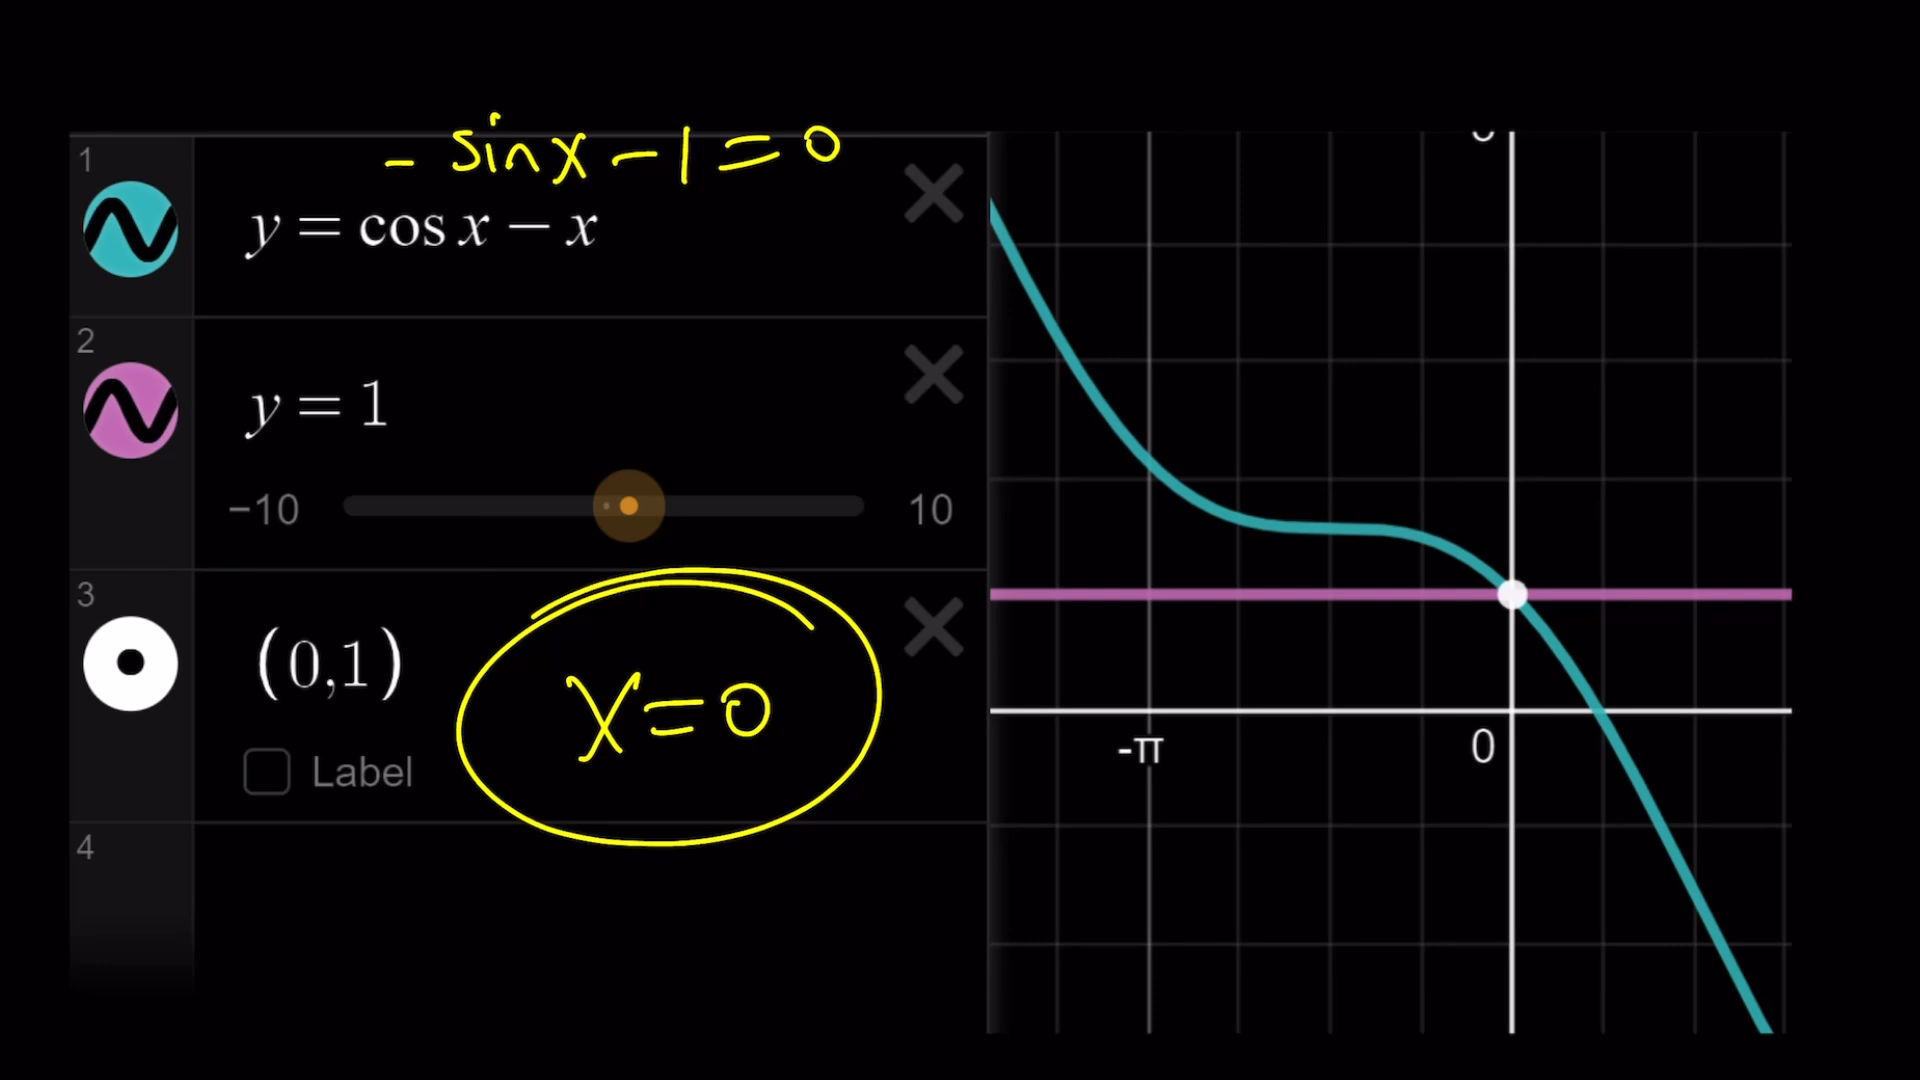 - sinx - 1 = 0
1
y = cos x − x
2
y = 1
−10
10
3
(0,1)
x = 0
Label
4
-π
0